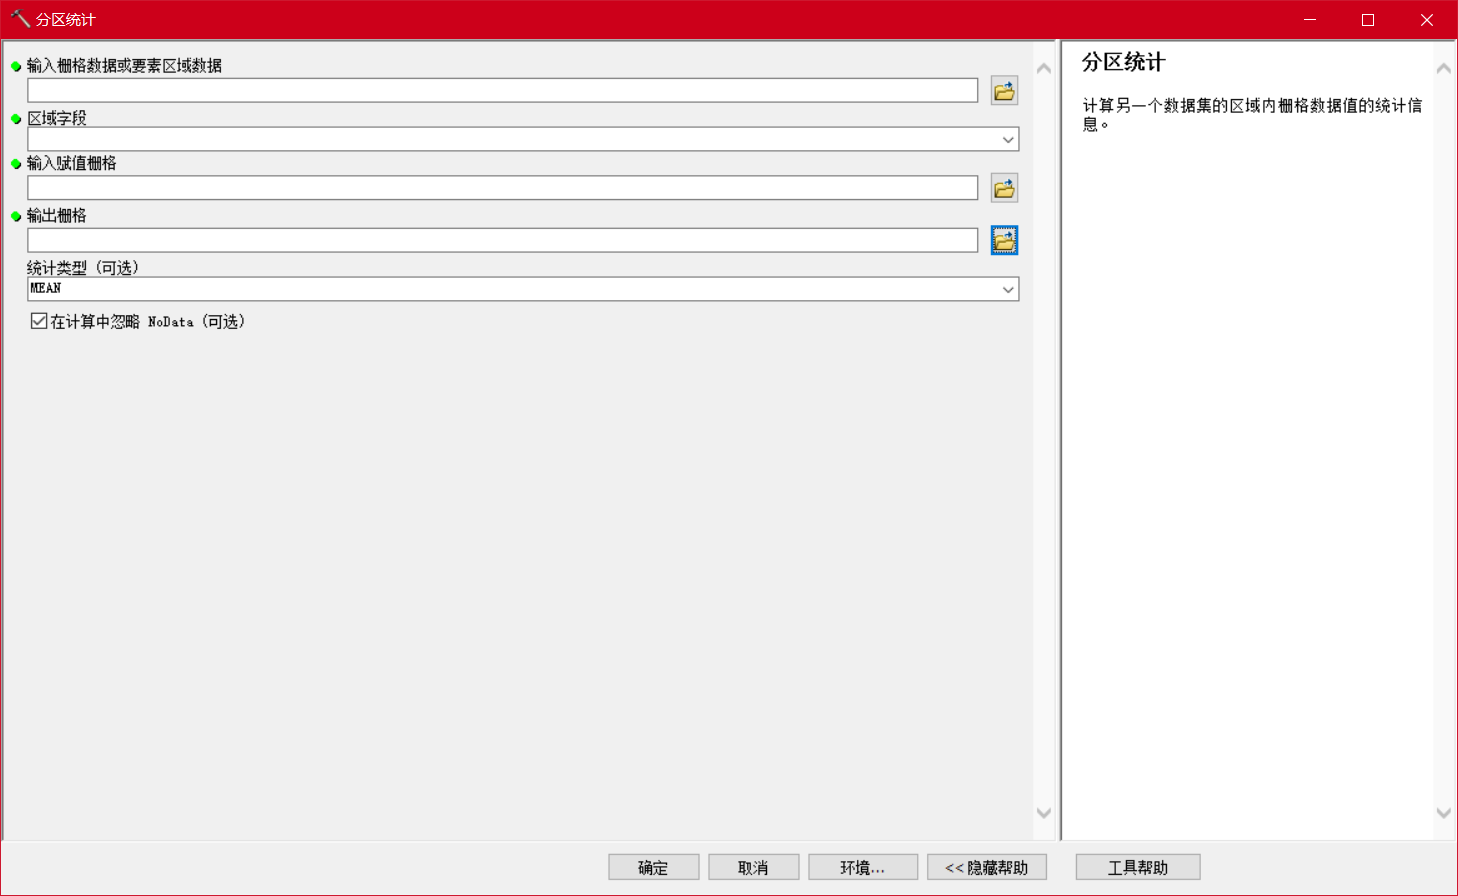 分区统计
输入栅格数据或要素区域数据
区域字段
输入赋值栅格
输出栅格
统计类型 (可选)
MEAN
在计算中忽略 NoData (可选)
分区统计
计算另一个数据集的区域内栅格数据值的统计信
息。
确定
取消
环境...
<< 隐藏帮助
工具帮助